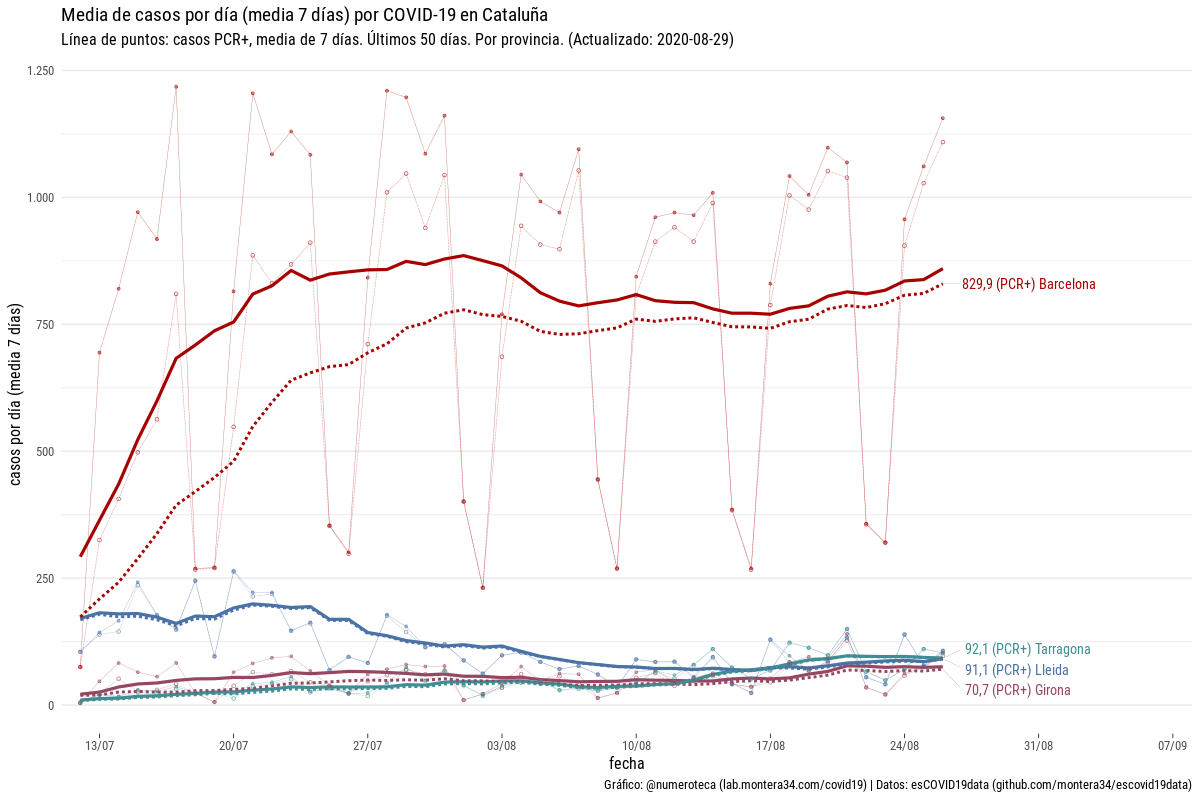 Media de casos por día (media 7 días) por COVID-19 en Cataluña
Línea de puntos: casos PCR+, media de 7 días. Últimos 50 días. Por provincia. (Actualizado: 2020-08-29)
casos por día (media 7 días)
1.250
1.000
750
500
250
0
829,9 (PCR+) Barcelona
92,1 (PCR+) Tarragona
91,1 (PCR+) Lleida
70,7 (PCR+) Girona
13/07
20/07
27/07
03/08
10/08
17/08
24/08
31/08
07/09
fecha
Gráfico: @numeroteca (lab.montera34.com/covid19) | Datos: esCOVID19data (github.com/montera34/escovid19data)